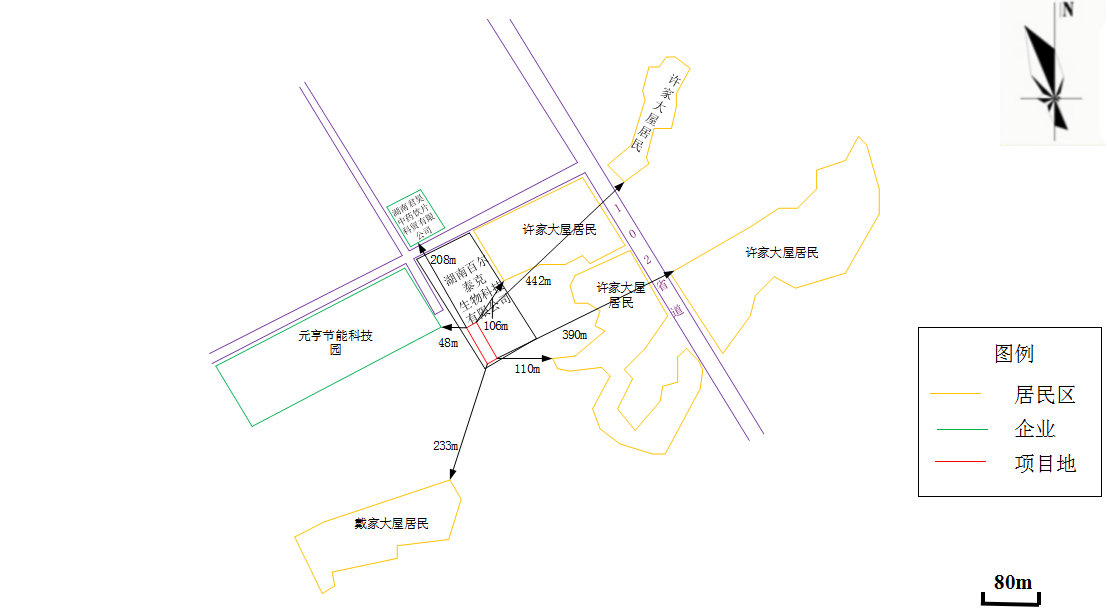 N
许家大屋居民
湖南君昊
中药饮片
科贸有限
公司
208m
许家大屋居民
102省道
许家大屋居民
湖南百尔
泰克
生物科技
有限公司
442m
许家大屋
居民
106m
元亨节能科技
园
48m
390m
110m
233m
戴家大屋居民
图例
居民区
企业
项目地
80m